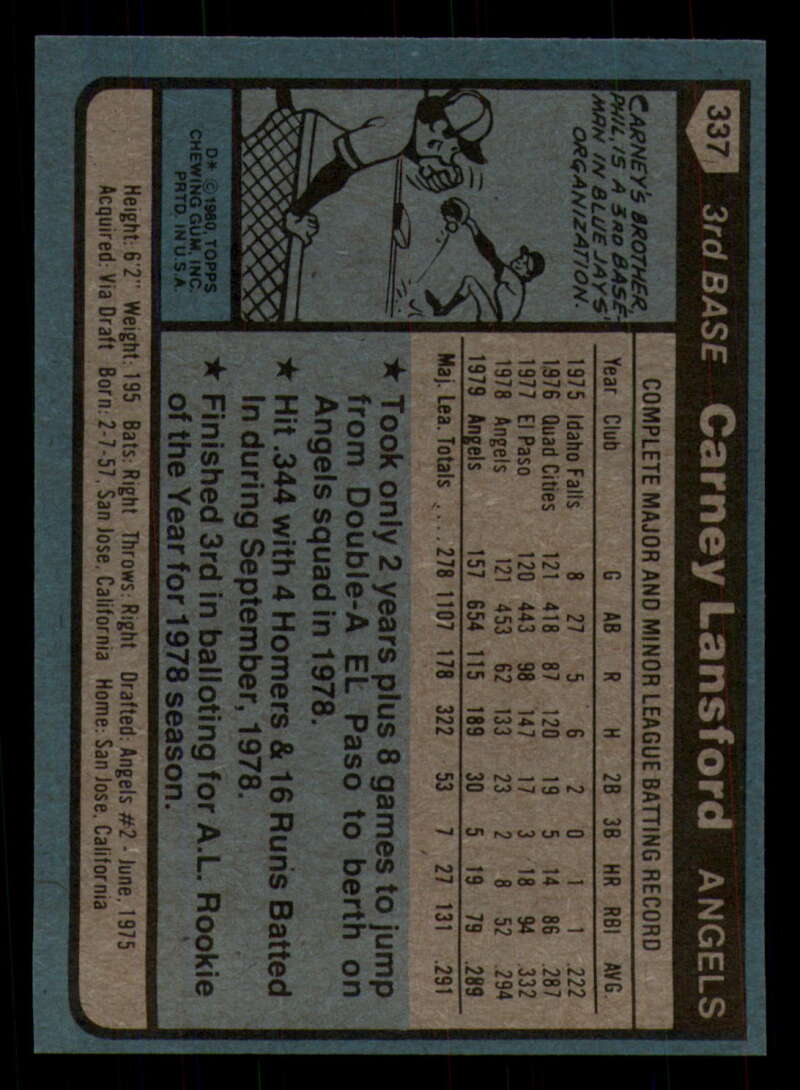 337 3rd BASE Carney Lansford ANGELS
CARNEY'S BROTHER,
PHIL, IS A 3RD BASE-
MAN IN BLUE JAYS'
ORGANIZATION.
COMPLETE MAJOR AND MINOR LEAGUE BATTING RECORD
Year Club G AB R H 2B 3B HR RBI AVG.
1975 Idaho Falls 8 27 5 6 2 0 1 1 .222
1976 Quad Cities 121 418 87 120 19 5 14 86 .287
1977 El Paso 120 443 98 147 17 3 18 94 .332
1978 Angels 121 453 62 133 23 2 8 52 .294
1979 Angels 157 654 115 189 30 5 19 79 .289
Maj. Lea. Totals .... 278 1107 178 322 53 7 27 131 .291
★ Took only 2 years plus 8 games to jump
from Double-A EL Paso to berth on
Angels squad in 1978.
★ Hit .344 with 4 Homers & 16 Runs Batted
In during September, 1978.
★ Finished 3rd in balloting for A.L. Rookie
of the Year for 1978 season.
D* © 1980, TOPPS
CHEWING GUM, INC.
PRTD. IN U.S.A.
Height: 6'2" Weight: 195 Bats: Right Throws: Right Drafted: Angels #2 - June, 1975
Acquired: Via Draft Born: 2-7-57, San Jose, California Home: San Jose, California